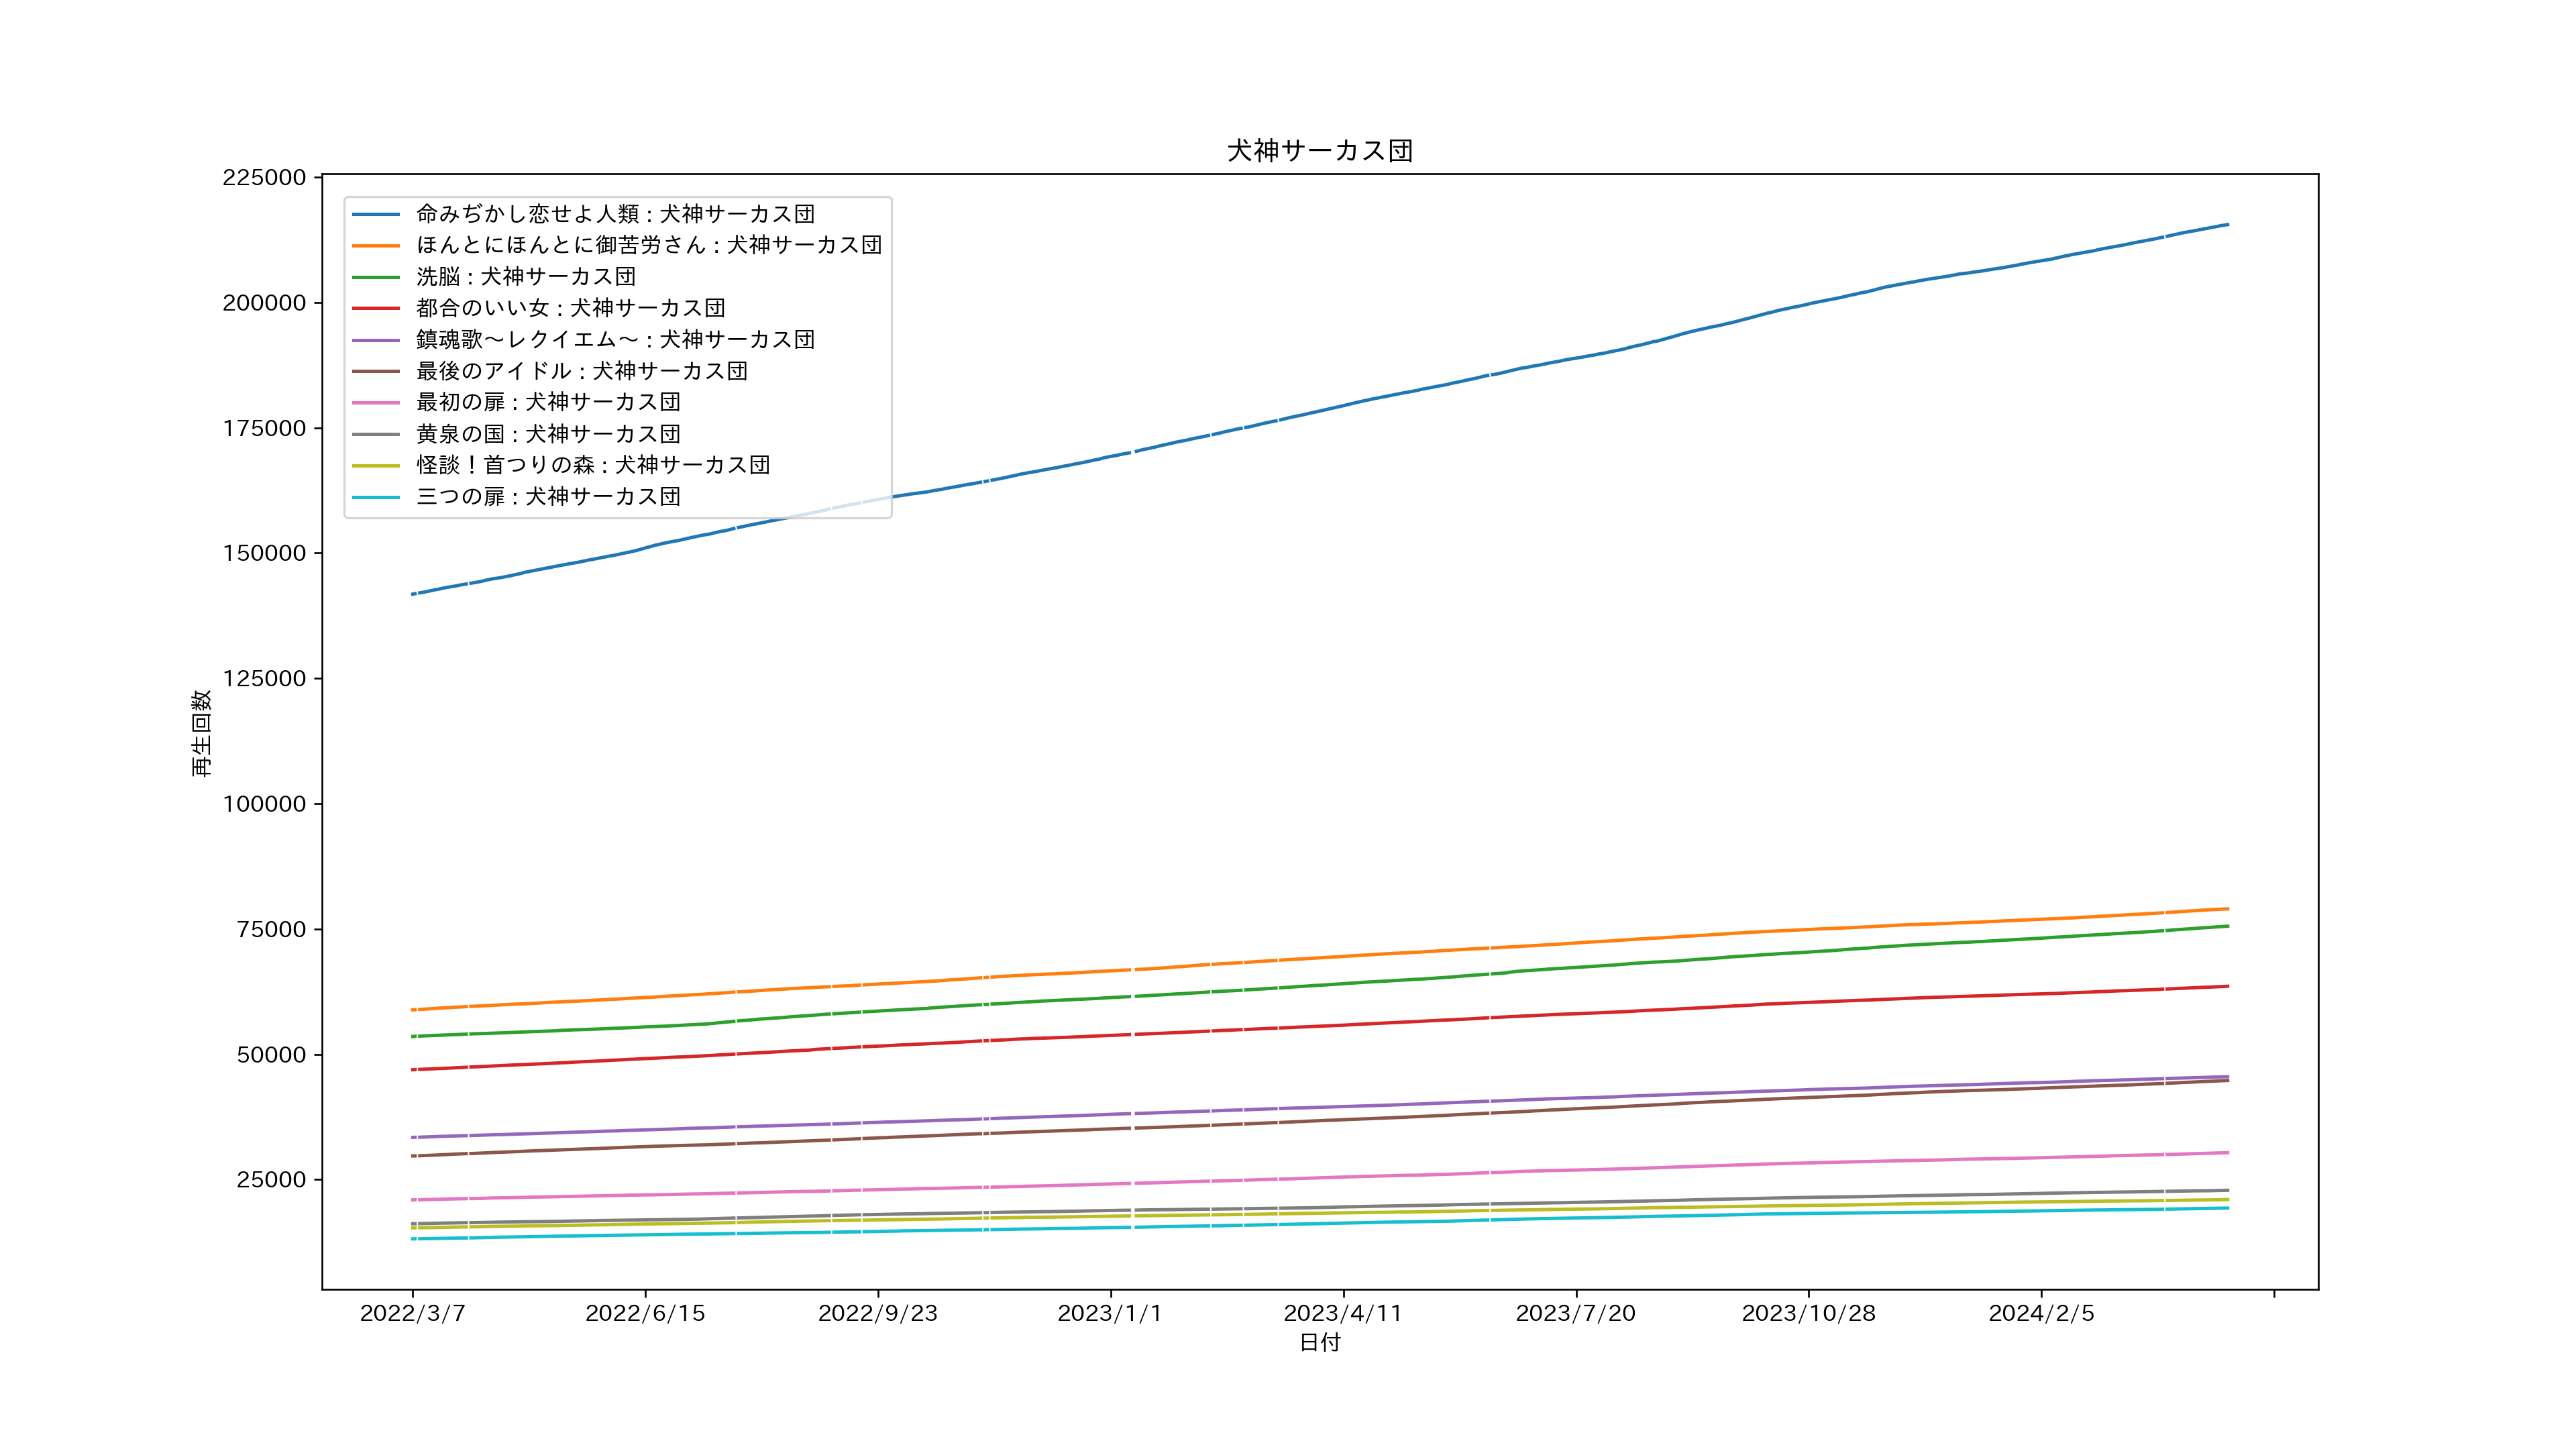 犬神サーカス団
225000
200000
175000
150000
125000
100000
75000
50000
25000
再生回数
命みぢかし恋せよ人類 : 犬神サーカス団
ほんとにほんとに御苦労さん : 犬神サーカス団
洗脳 : 犬神サーカス団
都合のいい女 : 犬神サーカス団
鎮魂歌～レクイエム～ : 犬神サーカス団
最後のアイドル : 犬神サーカス団
最初の扉 : 犬神サーカス団
黄泉の国 : 犬神サーカス団
怪談！首つりの森 : 犬神サーカス団
三つの扉 : 犬神サーカス団
2022/3/7 2022/6/15 2022/9/23 2023/1/1 2023/4/11 2023/7/20 2023/10/28 2024/2/5
日付